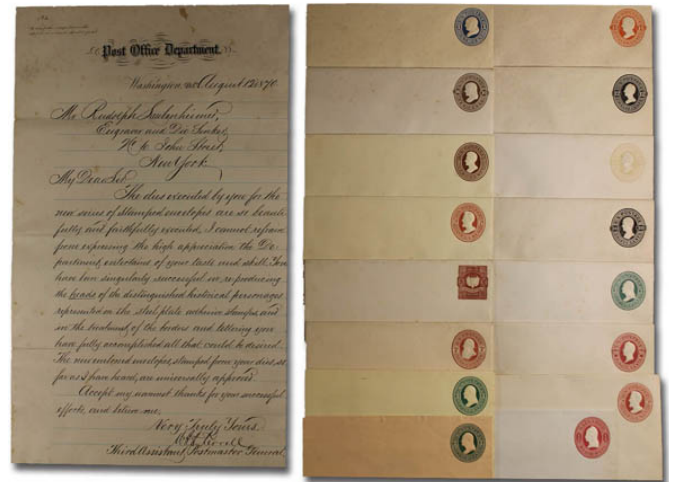 Post Office Department.
Washington August 12 1870
Mr Rudolph
Engraver and Die Sinker,
No 6 John Street,
New York
My Dear Sir
The dies executed by you for the
new series of stamped envelopes are so beauti
fully and faithfully executed, I cannot refrain
from expressing the high appreciation the De-
partment entertains of your taste and skill. You
have been singularly successful in reproducing
the heads of the distinguished historical personages
represented on the steel plate adhesive stamps, and
in the treatment of the borders and lettering you
have fully accomplished all that could be desired.
The new envelopes stamped from your dies, so
far as I have heard, are universally approved.
Accept my warmest thanks for your successful
efforts, and believe me,
Very Truly Yours
Third Assistant Postmaster General.